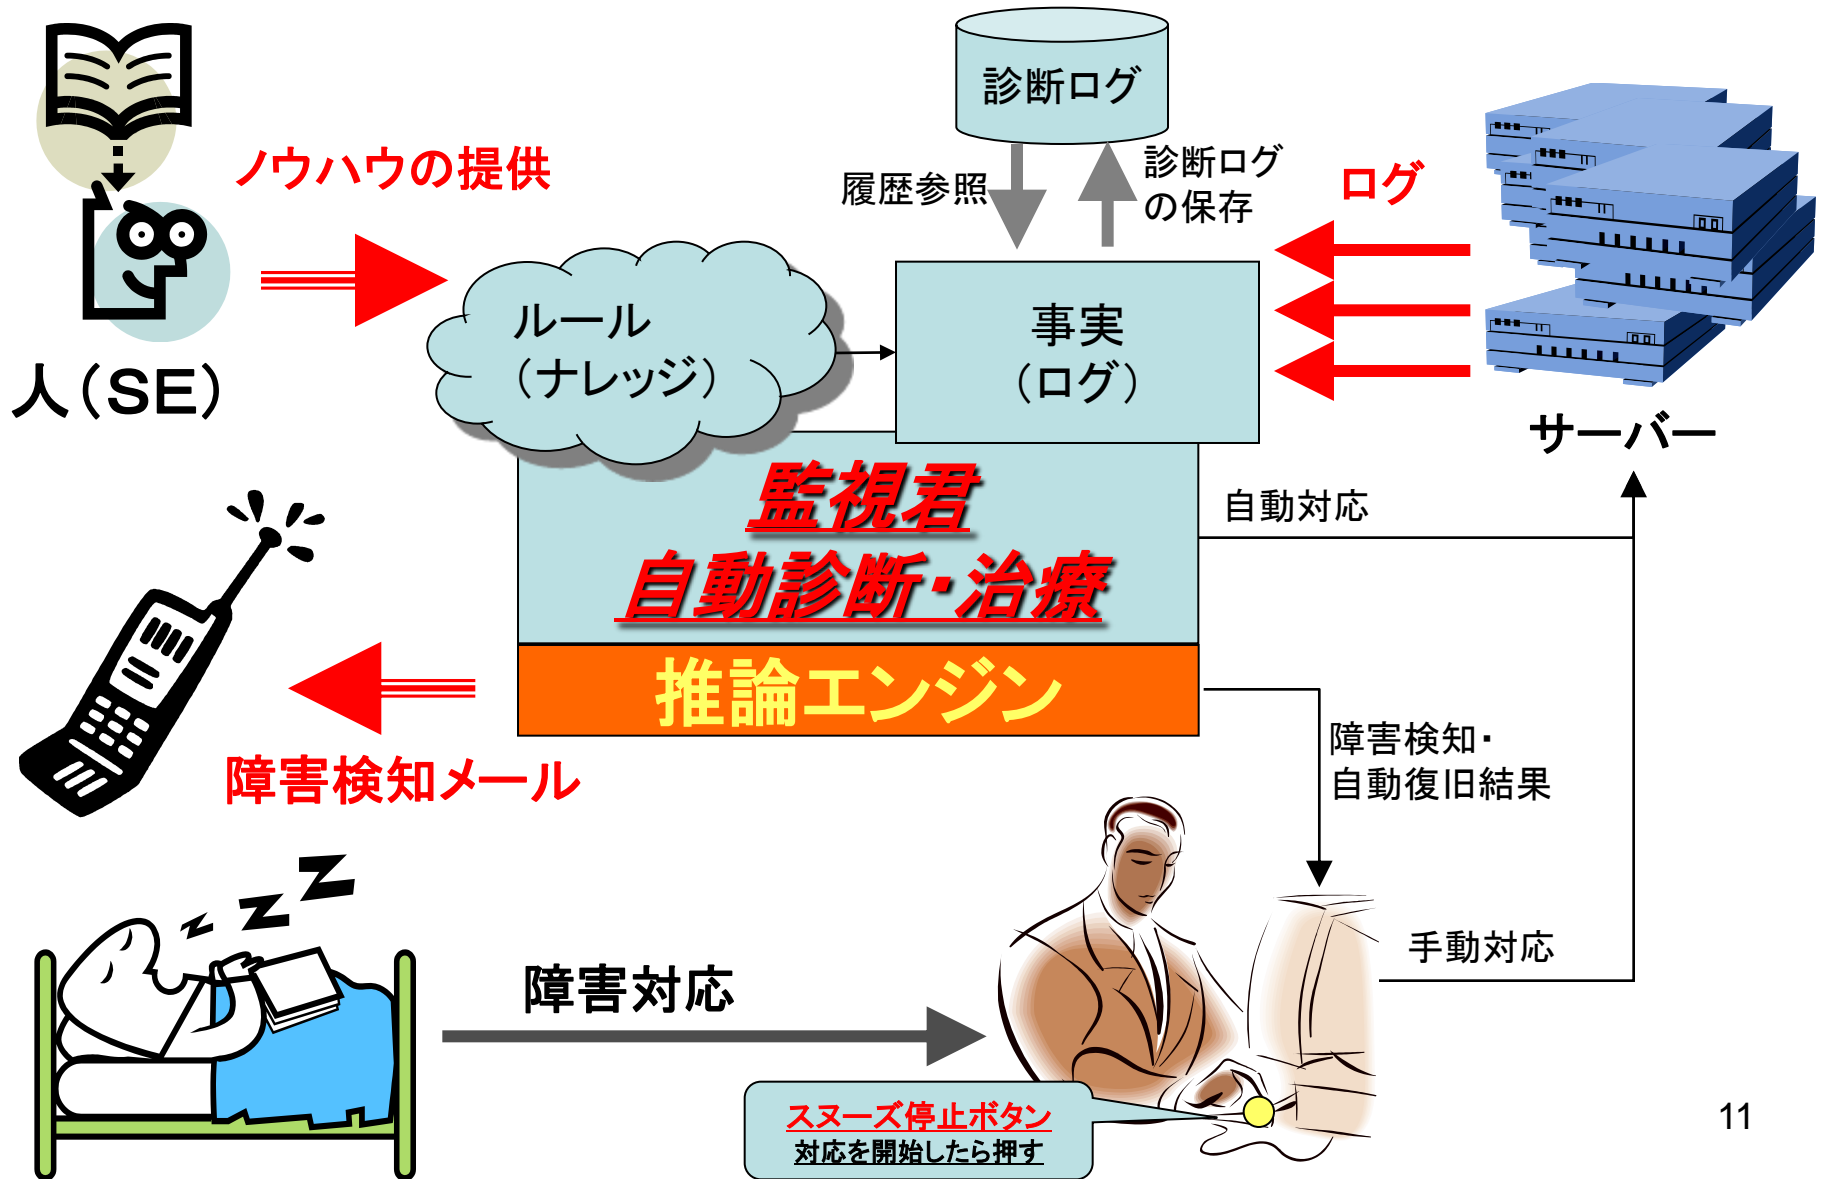 診断ログ
ノウハウの提供
履歴参照
診断ログ
の保存
ログ
ルール
（ナレッジ）
事実
（ログ）
人（SE）
サーバー
監視君
自動診断・治療
自動対応
推論エンジン
障害検知メール
障害検知・
自動復旧結果
z z z
障害対応
手動対応
スヌーズ停止ボタン
対応を開始したら押す
11